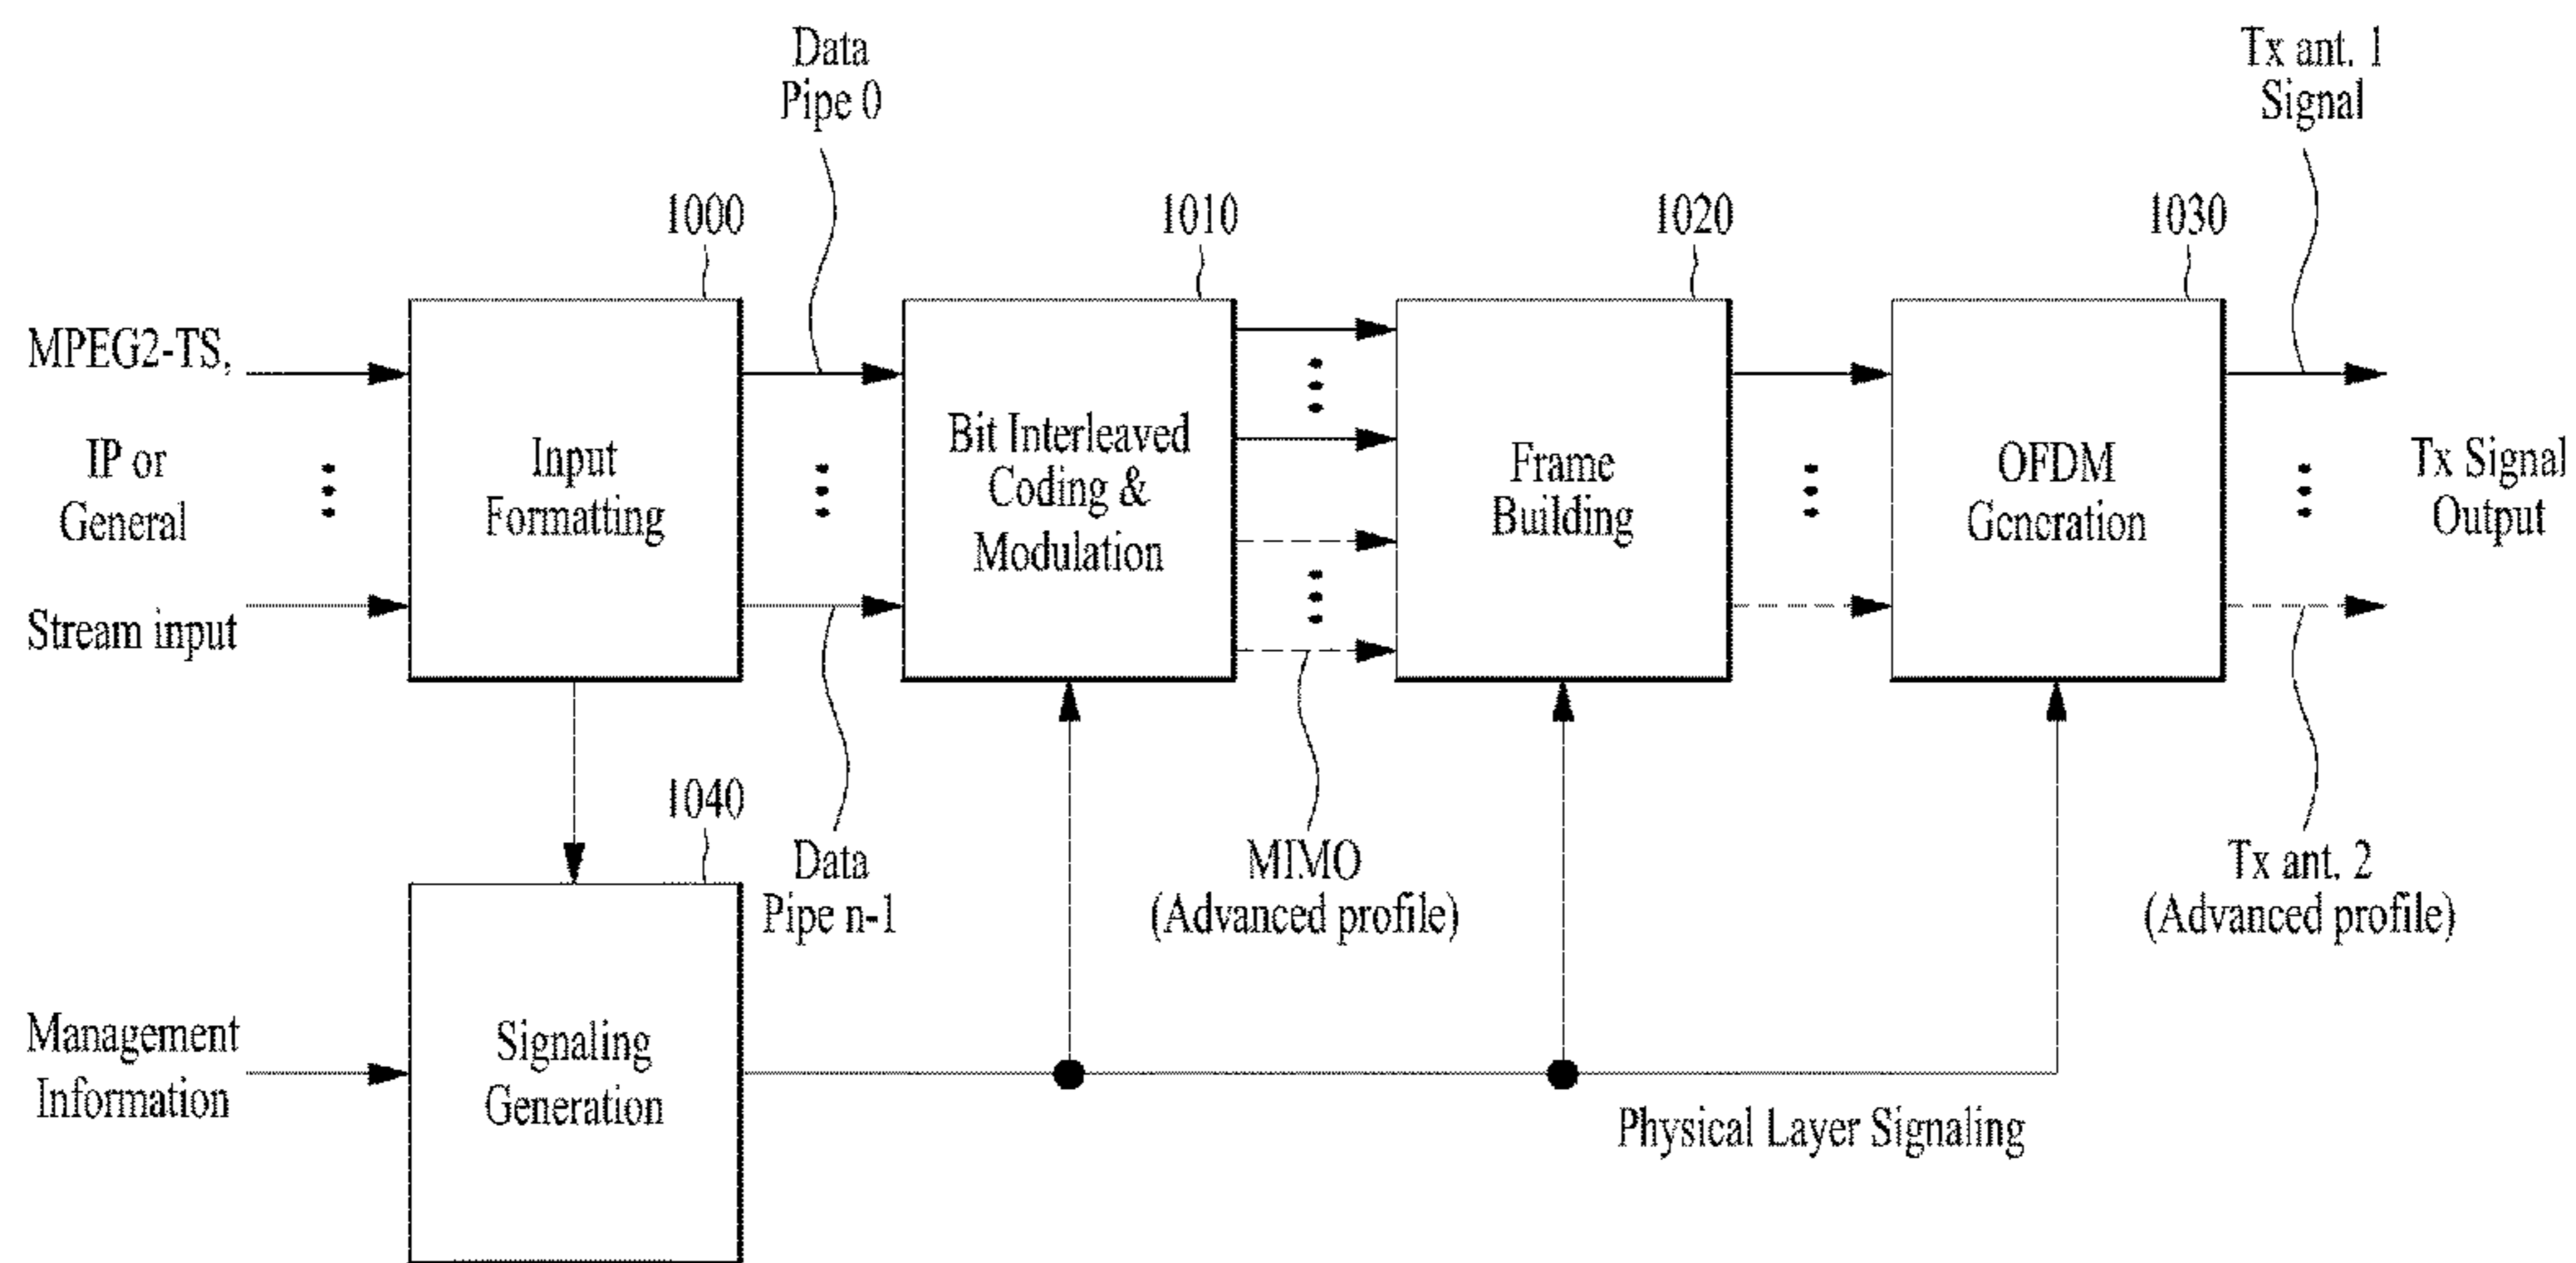 Data
Pipe 0
Tx ant. 1
Signal
1000
1010
1020
1030
MPEG2-TS,
IP or
General
Stream input
Input
Formatting
Bit Interleaved
Coding &
Modulation
Frame
Building
OFDM
Generation
Tx Signal
Output
1040
Data
Pipe n-1
MIMO
(Advanced profile)
Tx ant. 2
(Advanced profile)
Management
Information
Signaling
Generation
Physical Layer Signaling